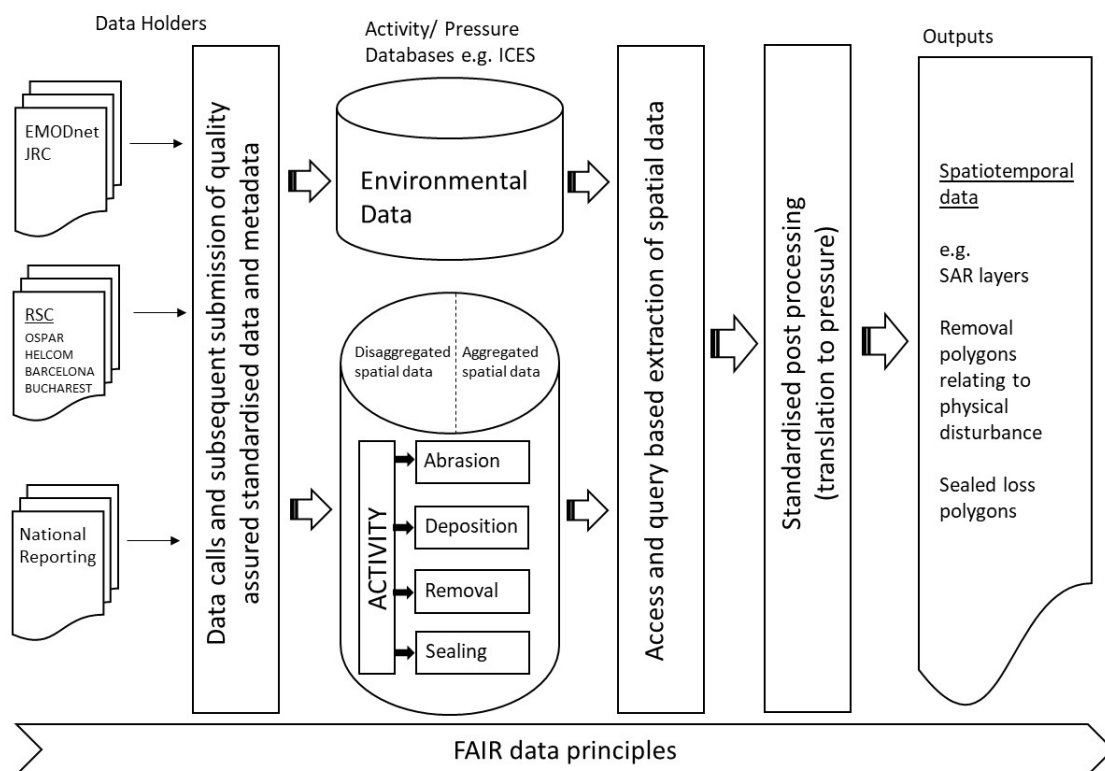 Data Holders
EMODnet
JRC
RSC
OSPAR
HELCOM
BARCELONA
BUCHAREST
National
Reporting
Data calls and subsequent submission of quality
assured standardised data and metadata
Activity/ Pressure
Databases e.g. ICES
Environmental
Data
Disaggregated
spatial data
Aggregated
spatial data
ACTIVITY
Abrasion
Deposition
Removal
Sealing
Access and query based extraction of spatial data
Standardised post processing
(translation to pressure)
Outputs
Spatiotemporal
data
e.g.
SAR layers
Removal
polygons
relating to
physical
disturbance
Sealed loss
polygons
FAIR data principles